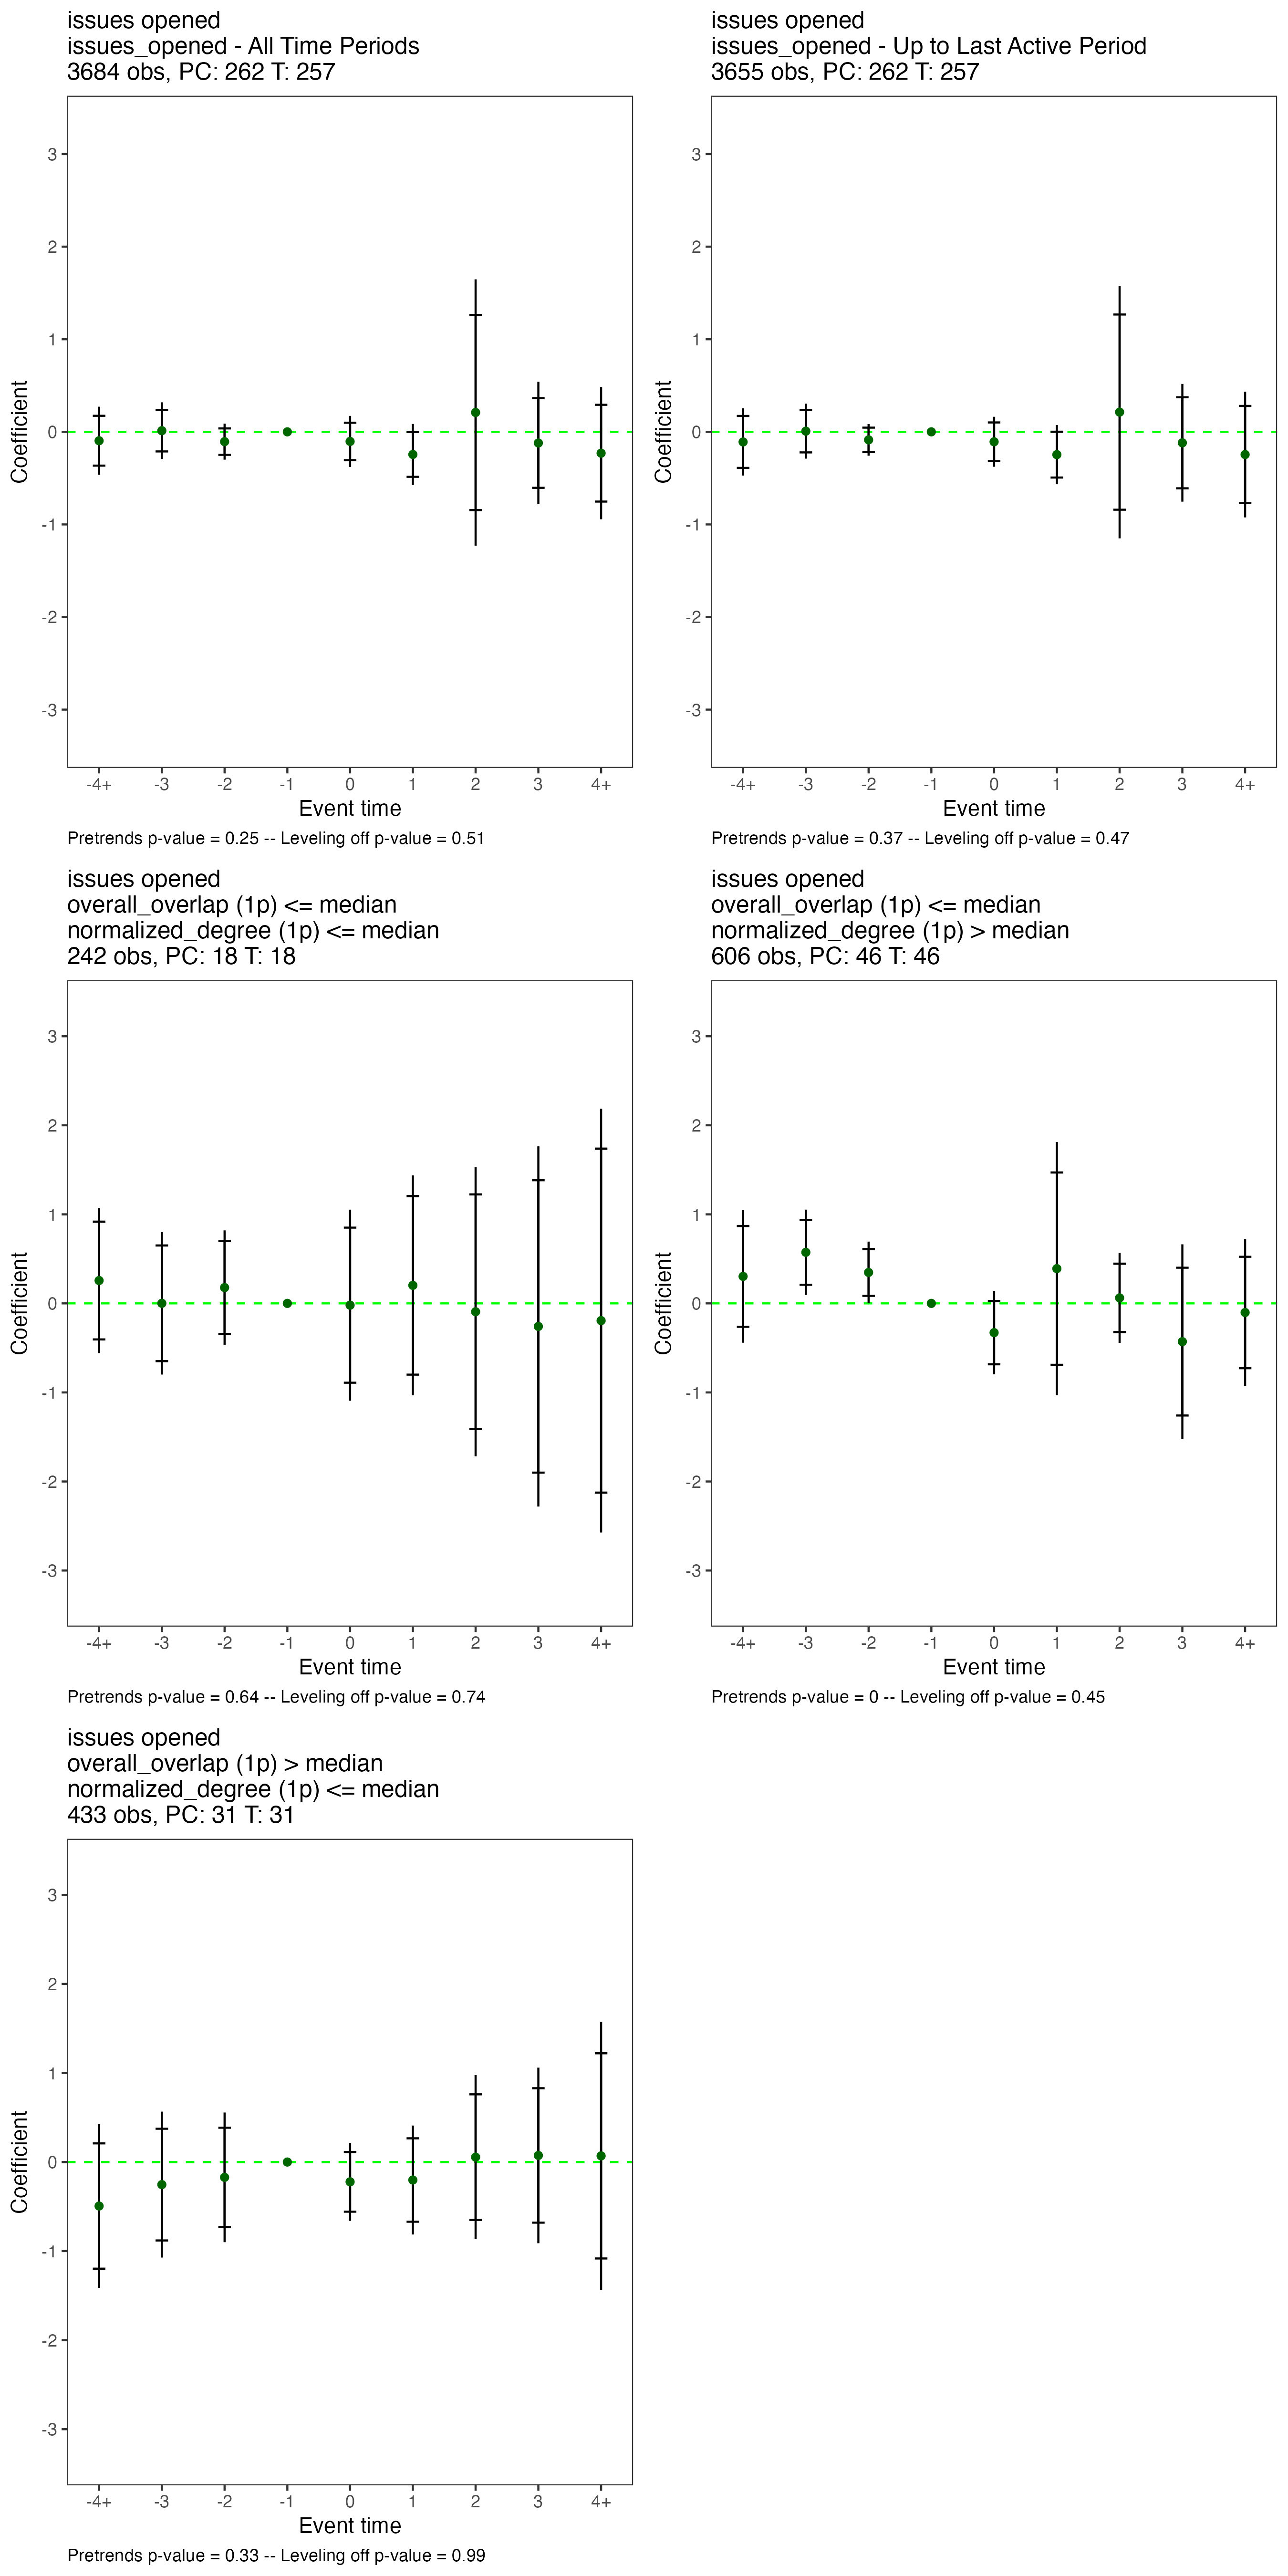 issues opened
issues_opened - All Time Periods
3684 obs, PC: 262 T: 257
3
2
1
0
-1
-2
-3
Coefficient
-4+ -3 -2 -1 0 1 2 3 4+
Event time
Pretrends p-value = 0.25 -- Leveling off p-value = 0.51
issues opened
issues_opened - Up to Last Active Period
3655 obs, PC: 262 T: 257
3
2
1
0
-1
-2
-3
Coefficient
-4+ -3 -2 -1 0 1 2 3 4+
Event time
Pretrends p-value = 0.37 -- Leveling off p-value = 0.47
issues opened
overall_overlap (1p) <= median
normalized_degree (1p) <= median
242 obs, PC: 18 T: 18
3
2
1
0
-1
-2
-3
Coefficient
-4+ -3 -2 -1 0 1 2 3 4+
Event time
Pretrends p-value = 0.64 -- Leveling off p-value = 0.74
issues opened
overall_overlap (1p) <= median
normalized_degree (1p) > median
606 obs, PC: 46 T: 46
3
2
1
0
-1
-2
-3
Coefficient
-4+ -3 -2 -1 0 1 2 3 4+
Event time
Pretrends p-value = 0 -- Leveling off p-value = 0.45
issues opened
overall_overlap (1p) > median
normalized_degree (1p) <= median
433 obs, PC: 31 T: 31
3
2
1
0
-1
-2
-3
Coefficient
-4+ -3 -2 -1 0 1 2 3 4+
Event time
Pretrends p-value = 0.33 -- Leveling off p-value = 0.99